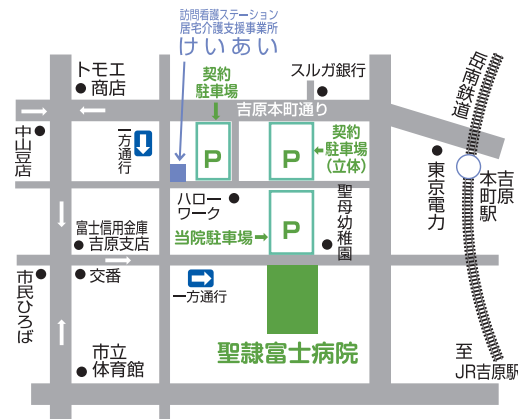 訪問看護ステーション
居宅介護支援事業所
けいあい
トモエ
商店
契約
駐車場
スルガ銀行
岳南鉄道
吉原本町通り
中山豆店
一方通行
P
P
契約
駐車場
（立体）
東京電力
吉原
本町駅
ハロー
ワーク
聖母幼稚園
富士信用金庫
吉原支店
当院駐車場
P
市民ひろば
交番
一方通行
市立
体育館
聖隷富士病院
至
JR吉原駅